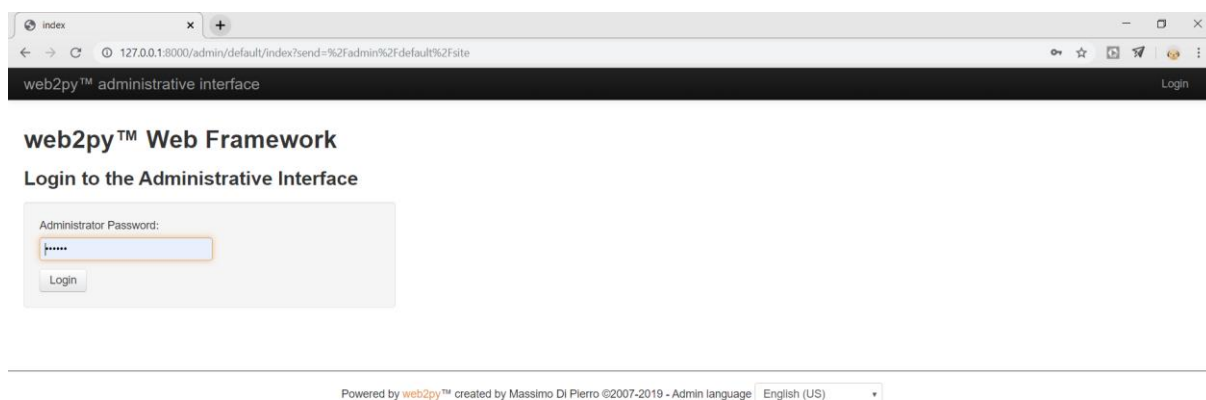 index
127.0.0.1:8000/admin/default/index?send=%2Fadmin%2Fdefault%2Fsite
web2py™ administrative interface Login
web2py™ Web Framework
Login to the Administrative Interface
Administrator Password:
••••••
Login
Powered by web2py™ created by Massimo Di Pierro ©2007-2019 - Admin language English (US)